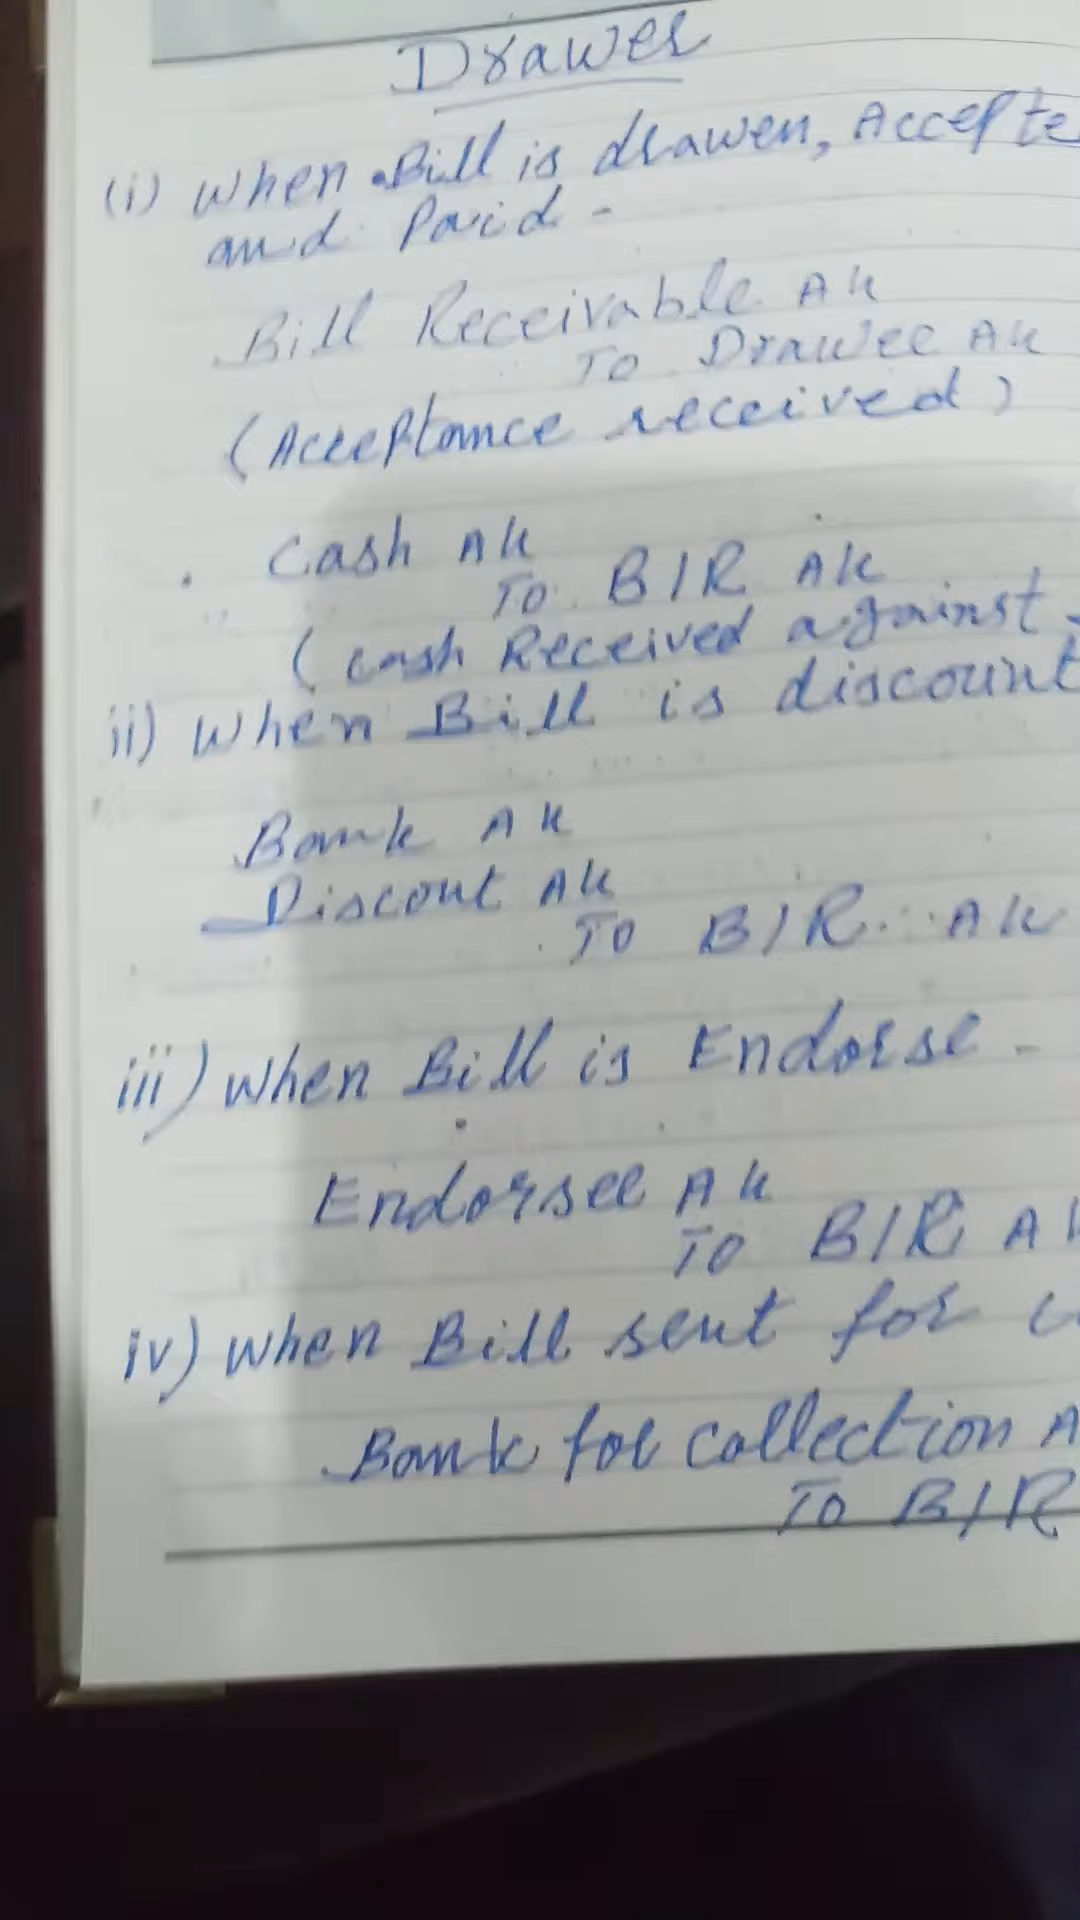 Drawer
(i) When Bill is drawen, Accepte
and Paid -
Bill Receivable A/c
To Drawee A/c
(Acceptance received)
Cash A/c
To B/R A/c
(Cash Received against
ii) When Bill is discount
Bank A/c
Discout A/c
To B/R A/c
iii) When Bill is Endorse -
Endorsee A/c
To B/R A
iv) When Bill sent for
Bank for collection A
To B/R